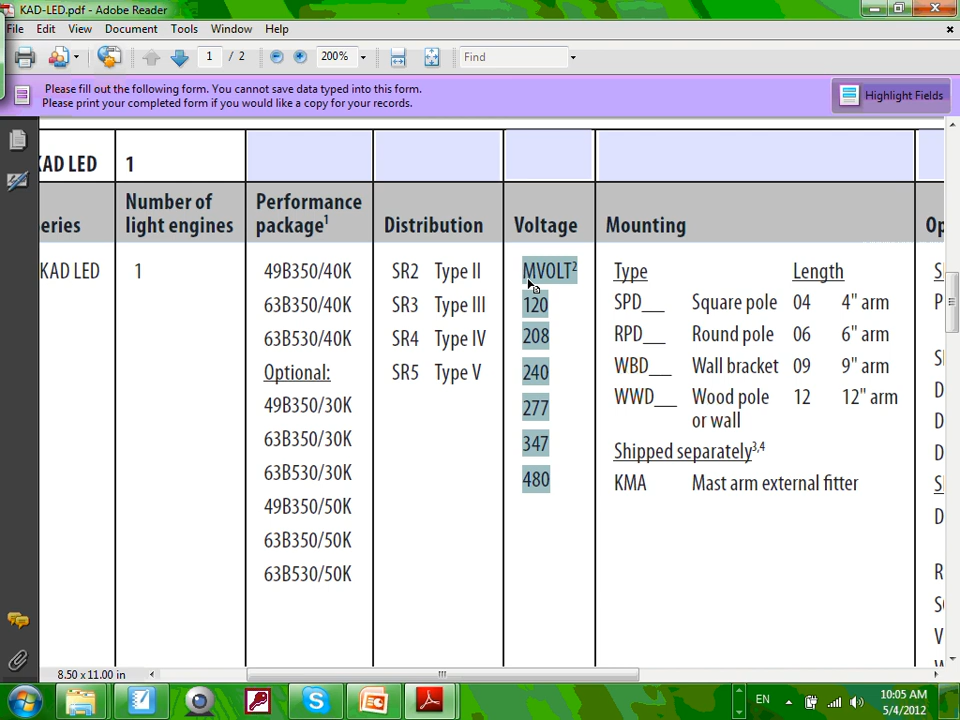 KAD-LED.pdf - Adobe Reader
File Edit View Document Tools Window Help
1 / 2 200% Find
Please fill out the following form. You cannot save data typed into this form.
Please print your completed form if you would like a copy for your records.
Highlight Fields
KAD LED 1
Number of light engines
Performance package1
Distribution
Voltage
Mounting
KAD LED 1 49B350/40K SR2 Type II MVOLT2 Type Length
63B350/40K SR3 Type III 120 SPD__ Square pole 04 4" arm
63B530/40K SR4 Type IV 208 RPD__ Round pole 06 6" arm
Optional: SR5 Type V 240 WBD__ Wall bracket 09 9" arm
49B350/30K 277 WWD__ Wood pole or wall 12 12" arm
63B350/30K 347 Shipped separately3,4
63B530/30K 480 KMA Mast arm external fitter
49B350/50K
63B350/50K
63B530/50K
8.50 x 11.00 in
EN 10:05 AM
5/4/2012